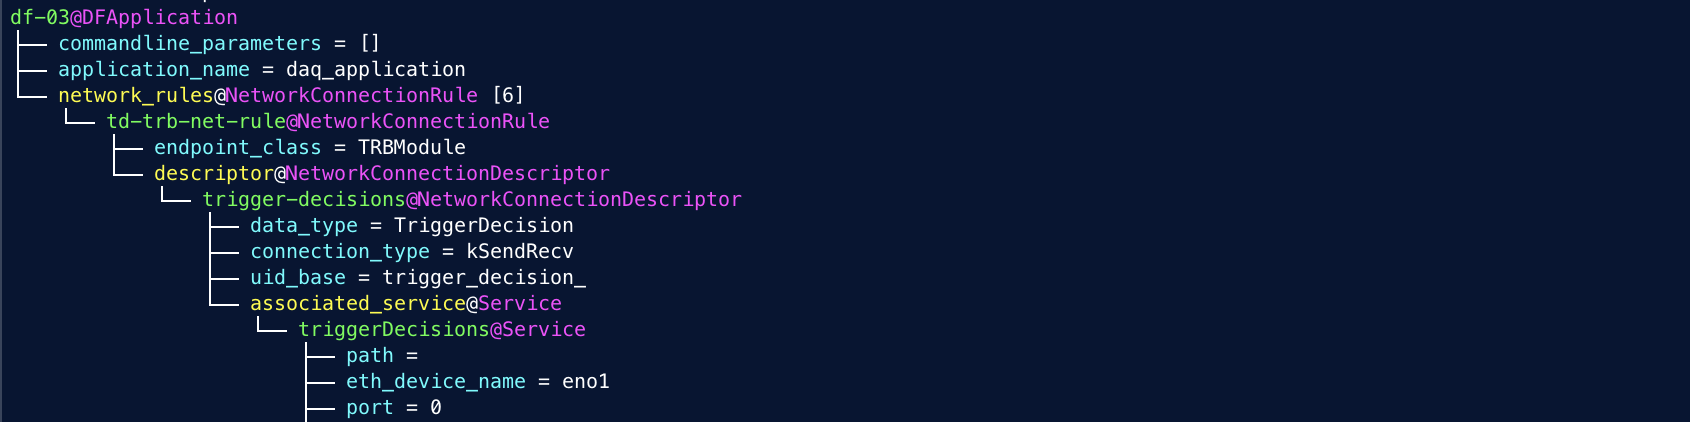 df-03@DFApplication
commandline_parameters = []
application_name = daq_application
network_rules@NetworkConnectionRule [6]
td-trb-net-rule@NetworkConnectionRule
endpoint_class = TRBModule
descriptor@NetworkConnectionDescriptor
trigger-decisions@NetworkConnectionDescriptor
data_type = TriggerDecision
connection_type = kSendRecv
uid_base = trigger_decision_
associated_service@Service
triggerDecisions@Service
path =
eth_device_name = eno1
port = 0